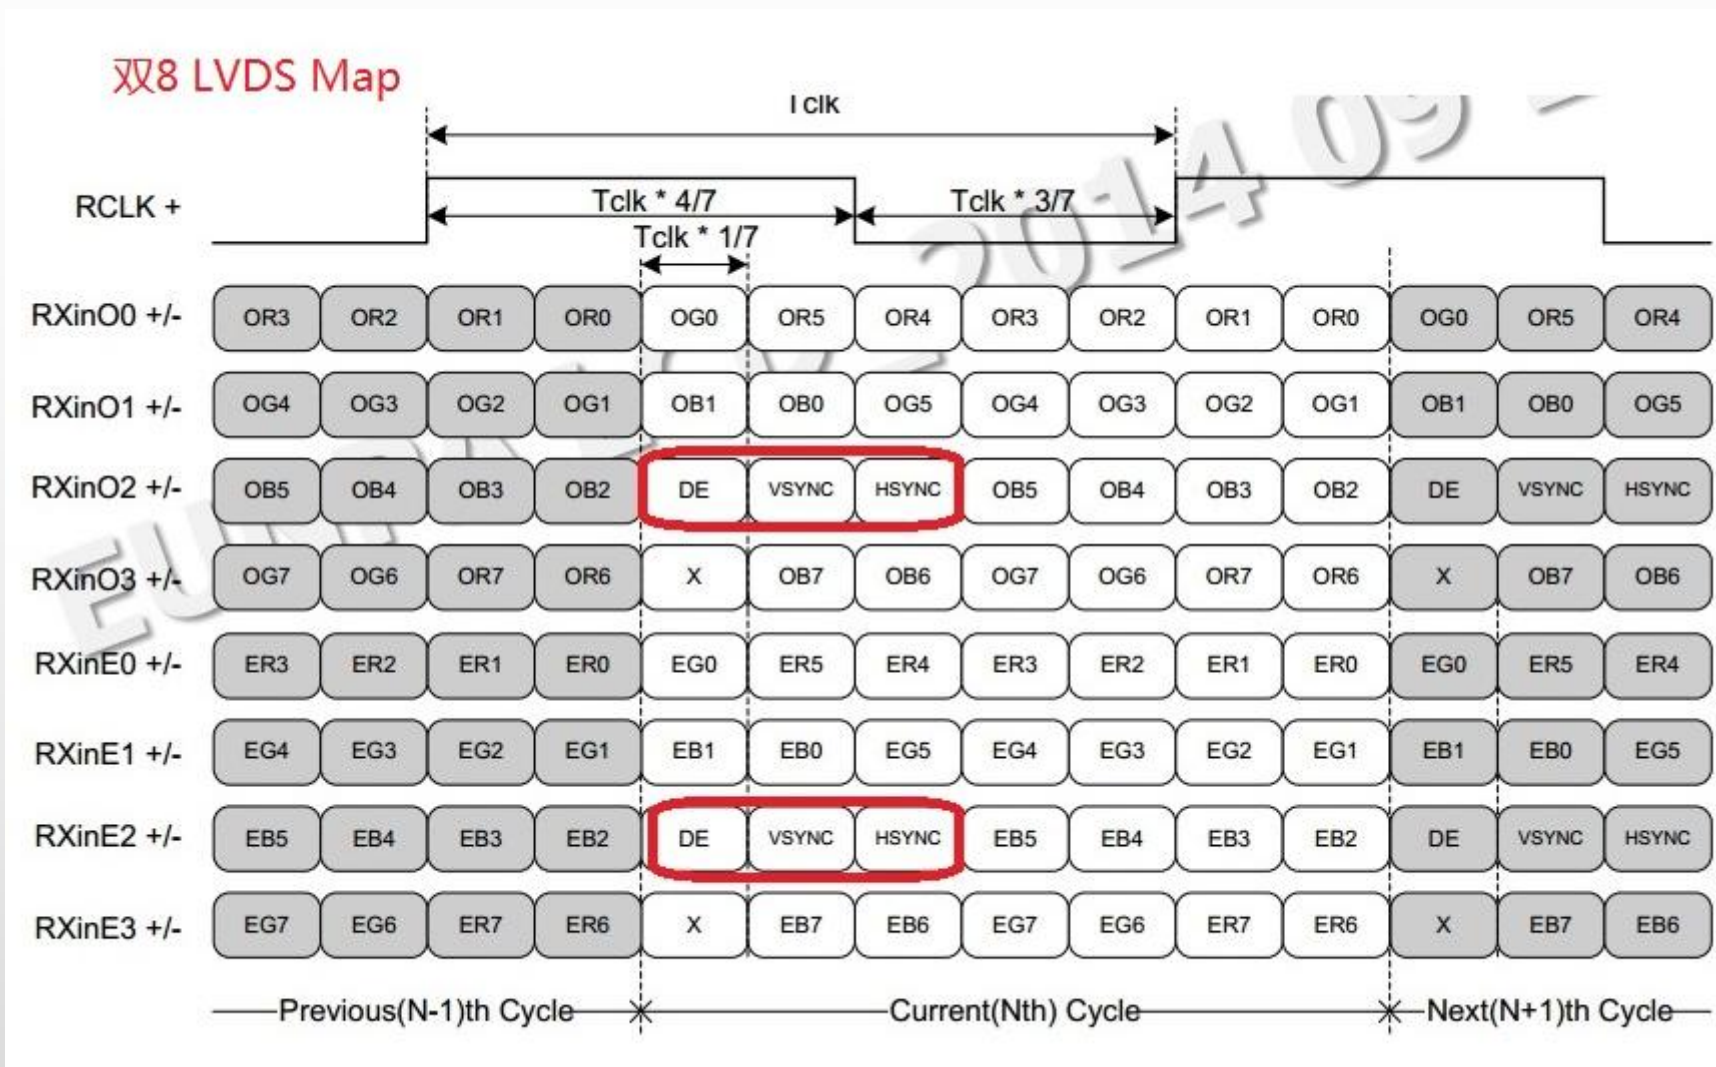 双8 LVDS Map
Tclk
RCLK +
Tclk * 4/7
Tclk * 3/7
Tclk * 1/7
RXinO0 +/- OR3 OR2 OR1 OR0 OG0 OR5 OR4 OR3 OR2 OR1 OR0 OG0 OR5 OR4
RXinO1 +/- OG4 OG3 OG2 OG1 OB1 OB0 OG5 OG4 OG3 OG2 OG1 OB1 OB0 OG5
RXinO2 +/- OB5 OB4 OB3 OB2 DE VSYNC HSYNC OB5 OB4 OB3 OB2 DE VSYNC HSYNC
RXinO3 +/- OG7 OG6 OR7 OR6 X OB7 OB6 OG7 OG6 OR7 OR6 X OB7 OB6
RXinE0 +/- ER3 ER2 ER1 ER0 EG0 ER5 ER4 ER3 ER2 ER1 ER0 EG0 ER5 ER4
RXinE1 +/- EG4 EG3 EG2 EG1 EB1 EB0 EG5 EG4 EG3 EG2 EG1 EB1 EB0 EG5
RXinE2 +/- EB5 EB4 EB3 EB2 DE VSYNC HSYNC EB5 EB4 EB3 EB2 DE VSYNC HSYNC
RXinE3 +/- EG7 EG6 ER7 ER6 X EB7 EB6 EG7 EG6 ER7 ER6 X EB7 EB6
Previous(N-1)th Cycle Current(Nth) Cycle Next(N+1)th Cycle
2014 09